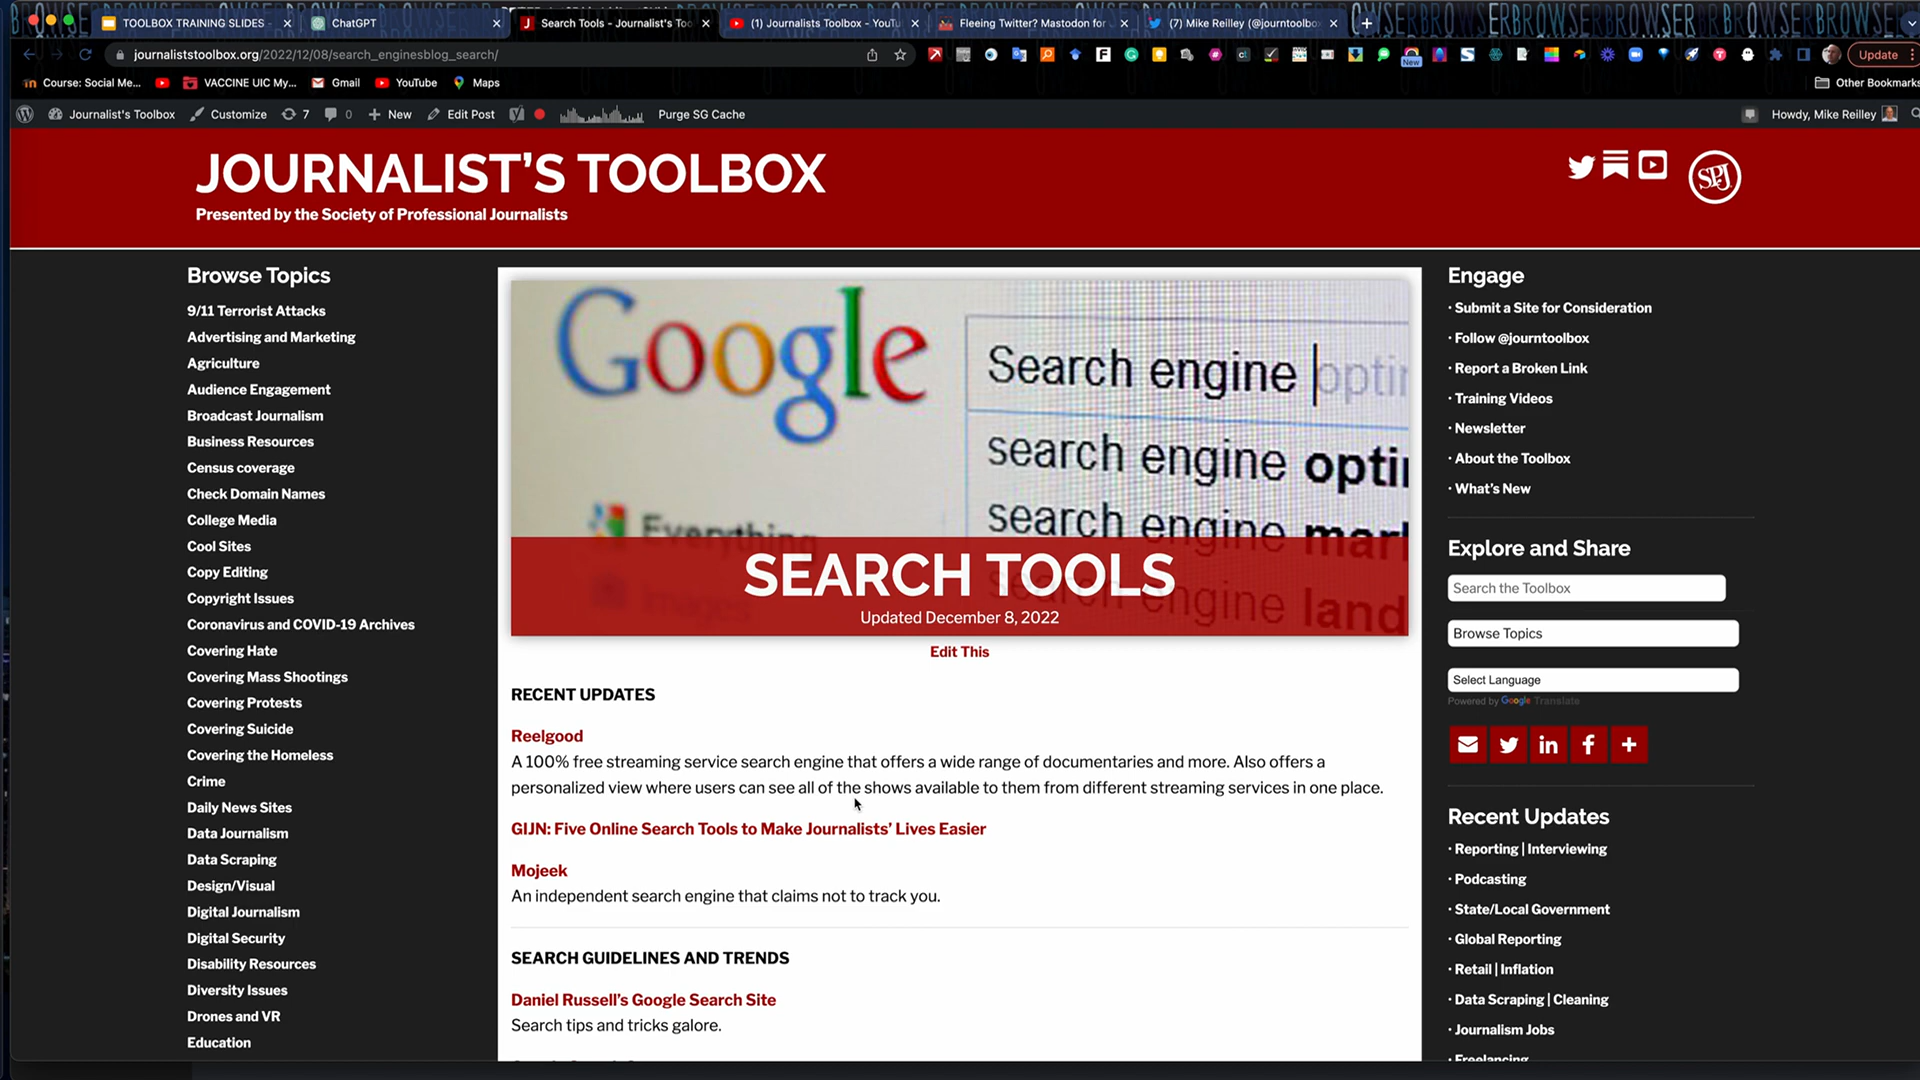 TOOLBOX TRAINING SLIDES -
ChatGPT
Search Tools - Journalist's Too
(1) Journalists Toolbox - YouTu
Fleeing Twitter? Mastodon for
(7) Mike Reilley (@journtoolbo
journaliststoolbox.org/2022/12/08/search_enginesblog_search/
New
Update
Course: Social Me...
VACCINE UIC My...
Gmail
YouTube
Maps
Other Bookmarks
Journalist's Toolbox
Customize
7
0
New
Edit Post
Purge SG Cache
Howdy, Mike Reilley
JOURNALIST'S TOOLBOX
Presented by the Society of Professional Journalists
SPJ
Browse Topics
9/11 Terrorist Attacks
Advertising and Marketing
Agriculture
Audience Engagement
Broadcast Journalism
Business Resources
Census coverage
Check Domain Names
College Media
Cool Sites
Copy Editing
Copyright Issues
Coronavirus and COVID-19 Archives
Covering Hate
Covering Mass Shootings
Covering Protests
Covering Suicide
Covering the Homeless
Crime
Daily News Sites
Data Journalism
Data Scraping
Design/Visual
Digital Journalism
Digital Security
Disability Resources
Diversity Issues
Drones and VR
Education
Google
Search engine opti
search engine opti
search engine mar
search engine land
Everything
Images
SEARCH TOOLS
Updated December 8, 2022
Edit This
RECENT UPDATES
Reelgood
A 100% free streaming service search engine that offers a wide range of documentaries and more. Also offers a
personalized view where users can see all of the shows available to them from different streaming services in one place.
GIJN: Five Online Search Tools to Make Journalists' Lives Easier
Mojeek
An independent search engine that claims not to track you.
SEARCH GUIDELINES AND TRENDS
Daniel Russell's Google Search Site
Search tips and tricks galore.
Engage
· Submit a Site for Consideration
· Follow @journtoolbox
· Report a Broken Link
· Training Videos
· Newsletter
· About the Toolbox
· What's New
Explore and Share
Search the Toolbox
Browse Topics
Select Language
Powered by Google Translate
Recent Updates
· Reporting | Interviewing
· Podcasting
· State/Local Government
· Global Reporting
· Retail | Inflation
· Data Scraping | Cleaning
· Journalism Jobs
· Freelancing